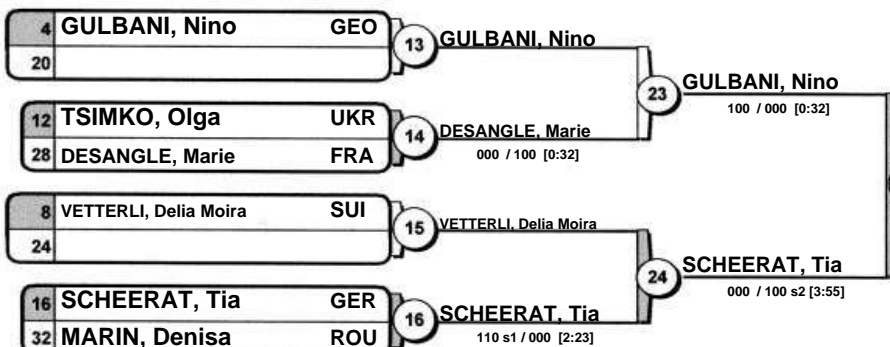 4 GULBANI, Nino GEO
20
13 GULBANI, Nino
12 TSIMKO, Olga UKR
28 DESANGLE, Marie FRA
14 DESANGLE, Marie
000 / 100 [0:32]
23 GULBANI, Nino
100 / 000 [0:32]
8 VETTERLI, Delia Moira SUI
24
15 VETTERLI, Delia Moira
16 SCHEERAT, Tia GER
32 MARIN, Denisa ROU
16 SCHEERAT, Tia
110 s1 / 000 [2:23]
24 SCHEERAT, Tia
000 / 100 s2 [3:55]